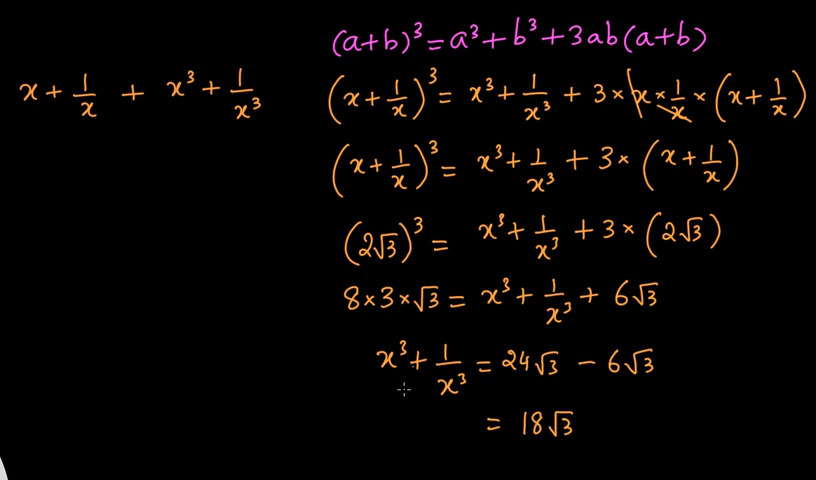 (a+b)³ = a³ + b³ + 3ab(a+b)
x + 1/x + x³ + 1/x³
(x + 1/x)³ = x³ + 1/x³ + 3 × x × 1/x × (x + 1/x)
(x + 1/x)³ = x³ + 1/x³ + 3 × (x + 1/x)
(2√3)³ = x³ + 1/x³ + 3 × (2√3)
8 × 3 × √3 = x³ + 1/x³ + 6√3
x³ + 1/x³ = 24√3 − 6√3
= 18√3